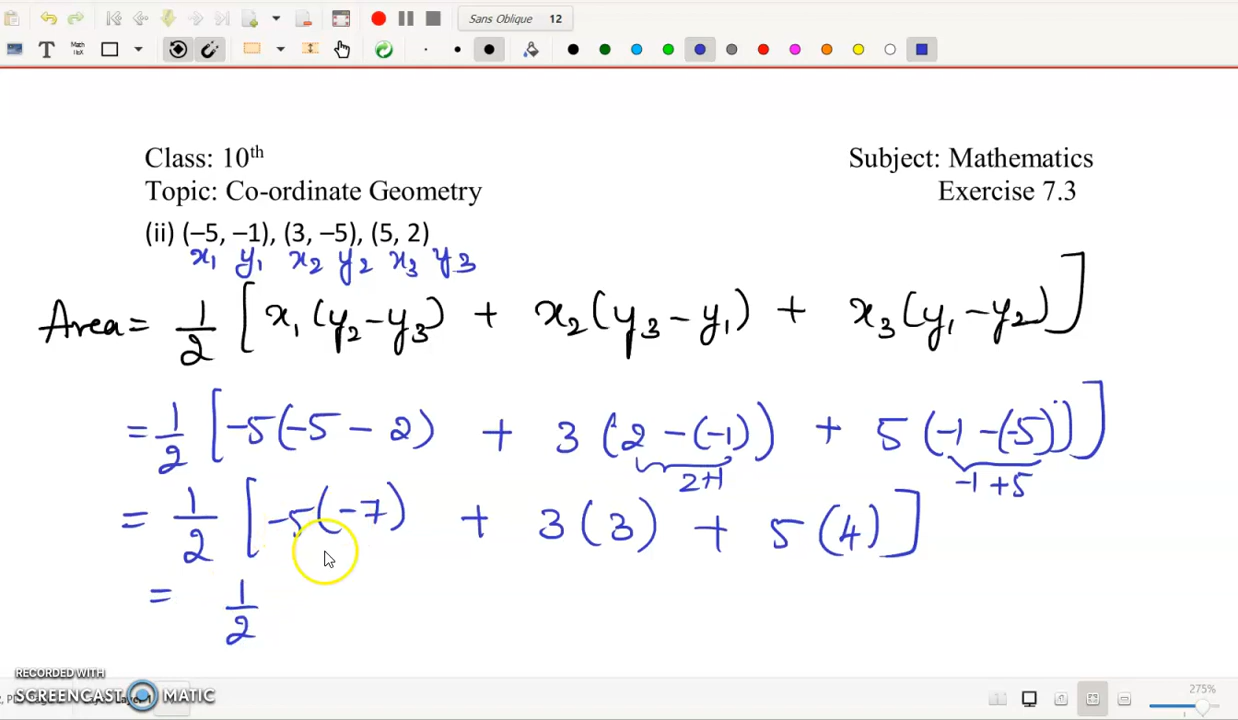 Sans Oblique 12
T Math LaTeX
Class: 10th Subject: Mathematics
Topic: Co-ordinate Geometry Exercise 7.3
(ii) (–5, –1), (3, –5), (5, 2)
x₁ y₁ x₂ y₂ x₃ y₃
Area = 1/2 [ x₁(y₂-y₃) + x₂(y₃-y₁) + x₃(y₁-y₂) ]
= 1/2 [ -5(-5-2) + 3(2-(-1)) + 5(-1-(-5)) ]
2+1 -1+5
= 1/2 [ -5(-7) + 3(3) + 5(4) ]
= 1/2
RECORDED WITH
SCREENCAST MATIC
275%